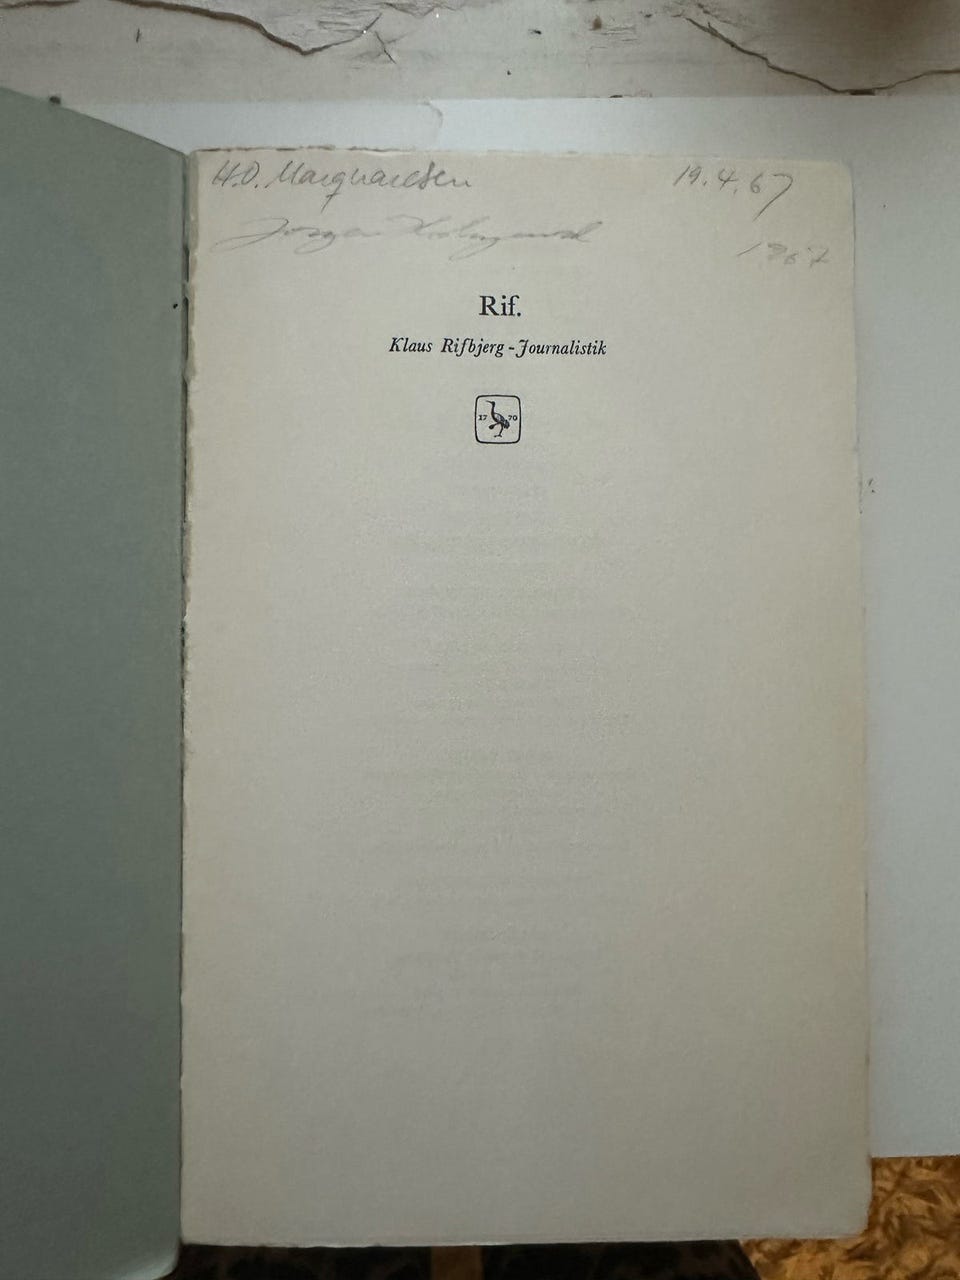 H.O. Marquardsen 19.4.67
Jørgen 1967
Rif.
Klaus Rifbjerg - Journalistik
17 70